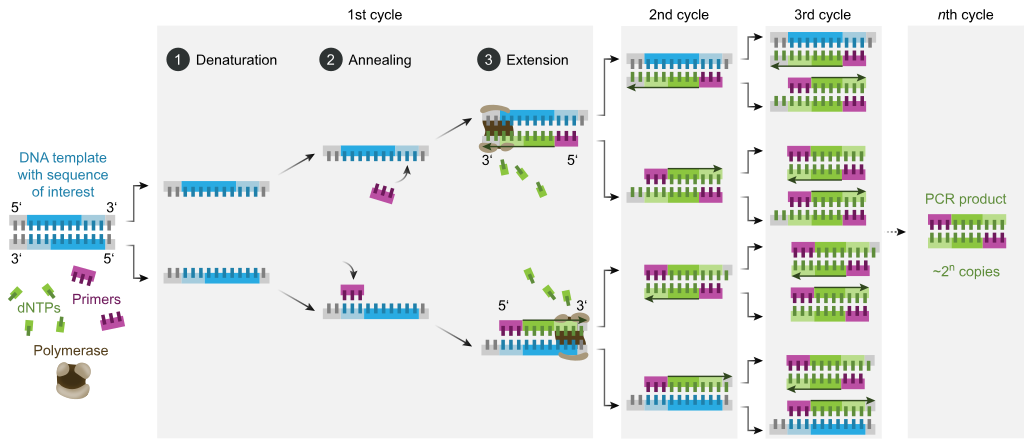 1st cycle
2nd cycle
3rd cycle
nth cycle
1 Denaturation
2 Annealing
3 Extension
DNA template
with sequence
of interest
5‘ 3‘
3‘ 5‘
3‘ 5‘
5‘ 3‘
Primers
dNTPs
Polymerase
PCR product
~2ⁿ copies